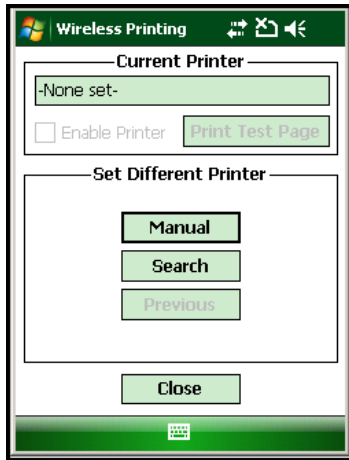 Wireless Printing
Current Printer
-None set-
Enable Printer Print Test Page
Set Different Printer
Manual
Search
Previous
Close